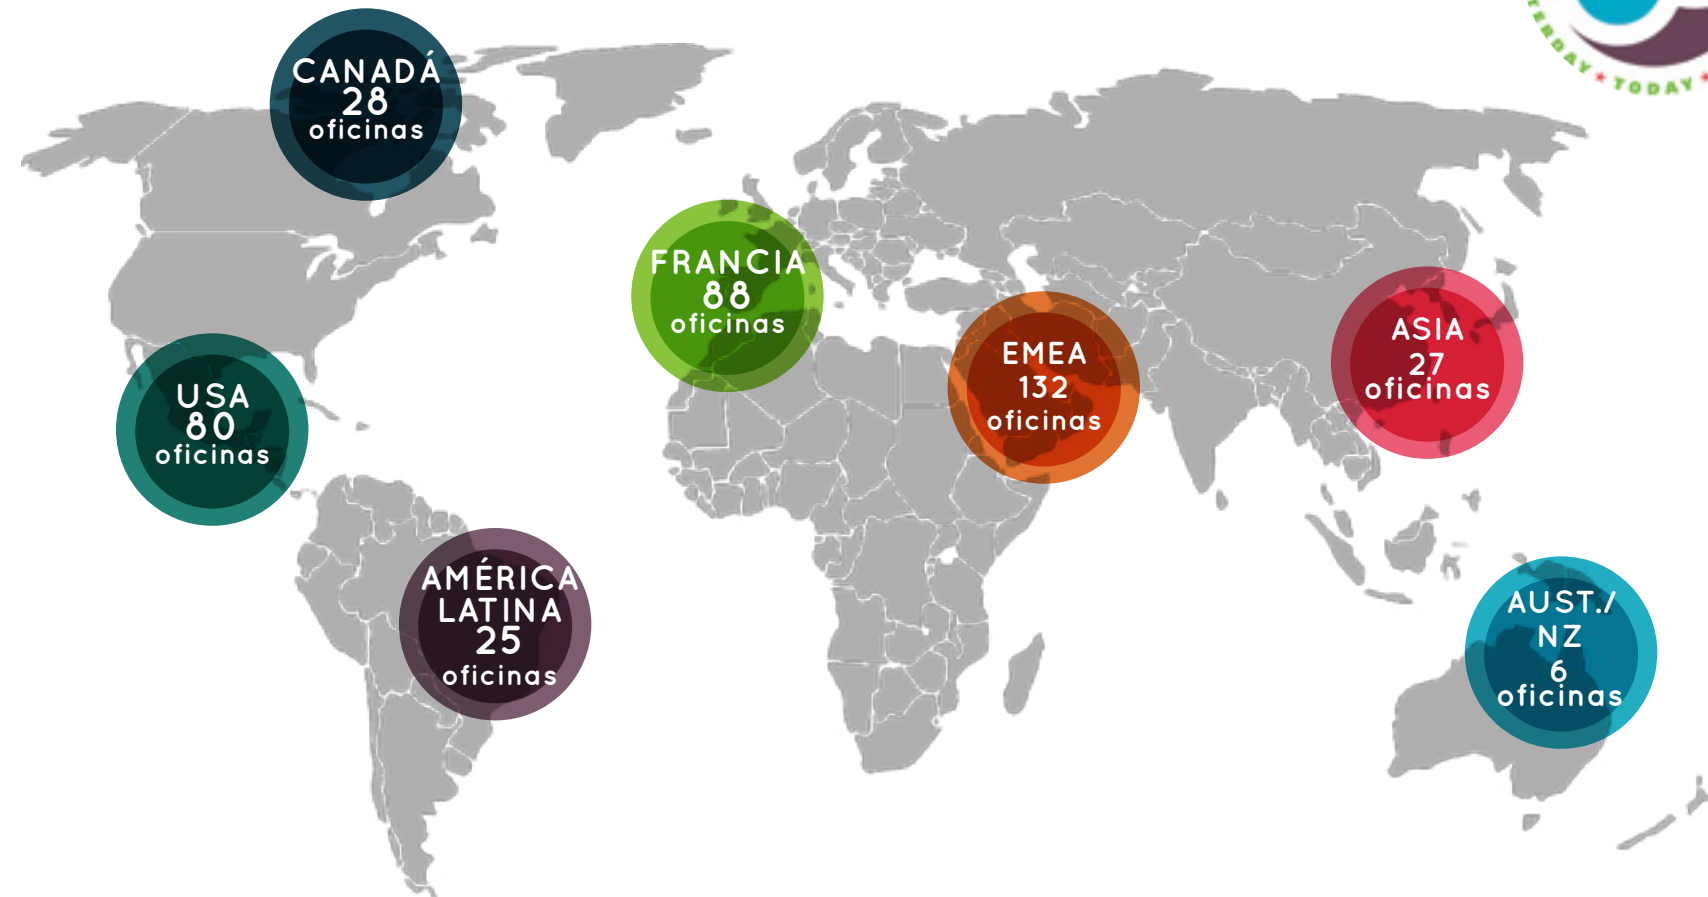 TODAY
CANADÁ
28
oficinas
FRANCIA
88
oficinas
USA
80
oficinas
EMEA
132
oficinas
ASIA
27
oficinas
AMÉRICA
LATINA
25
oficinas
AUST./
NZ
6
oficinas